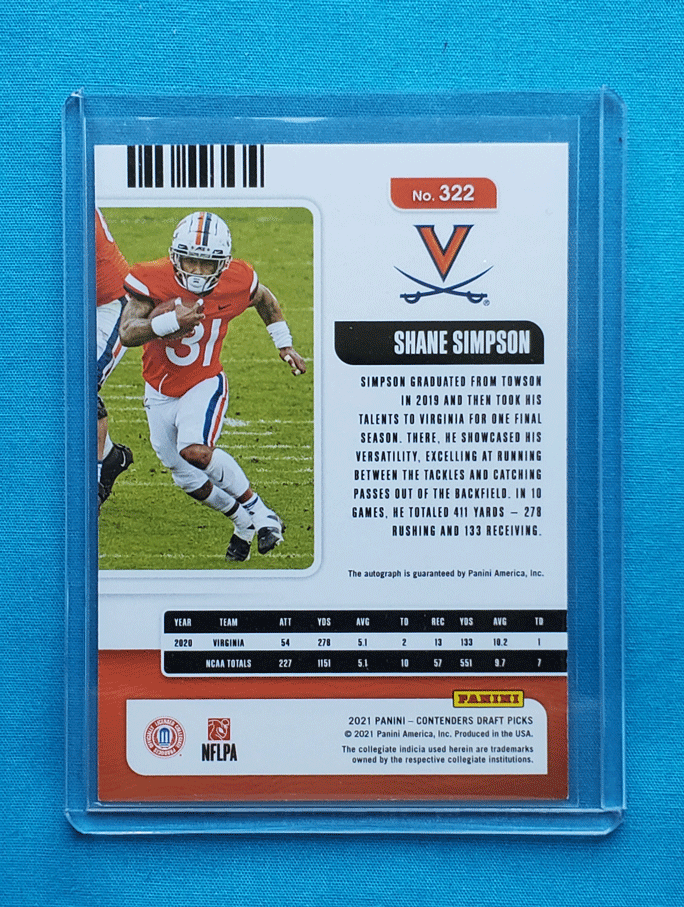 No. 322
SHANE SIMPSON
SIMPSON GRADUATED FROM TOWSON
IN 2019 AND THEN TOOK HIS
TALENTS TO VIRGINIA FOR ONE FINAL
SEASON. THERE, HE SHOWCASED HIS
VERSATILITY, EXCELLING AT RUNNING
BETWEEN THE TACKLES AND CATCHING
PASSES OUT OF THE BACKFIELD. IN 10
GAMES, HE TOTALED 411 YARDS – 278
RUSHING AND 133 RECEIVING.
The autograph is guaranteed by Panini America, Inc.
31
YEAR TEAM ATT YDS AVG TD REC YDS AVG TD
2020 VIRGINIA 54 278 5.1 2 13 133 10.2 1
NCAA TOTALS 227 1151 5.1 10 57 551 9.7 7
PANINI
2021 PANINI – CONTENDERS DRAFT PICKS
© 2021 Panini America, Inc. Produced in the USA.
The collegiate indicia used herein are trademarks
owned by the respective collegiate institutions.
NFLPA